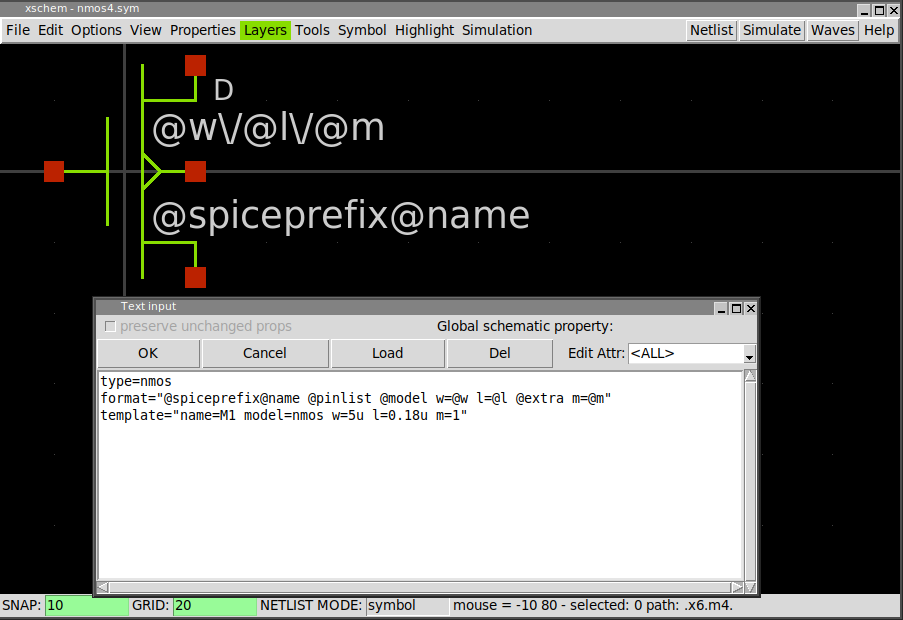 xschem - nmos4.sym
File Edit Options View Properties Layers Tools Symbol Highlight Simulation Netlist Simulate Waves Help
D
@w\/@l\/@m
@spiceprefix@name
Text input
preserve unchanged props Global schematic property:
OK Cancel Load Del Edit Attr: <ALL>
type=nmos
format="@spiceprefix@name @pinlist @model w=@w l=@l @extra m=@m"
template="name=M1 model=nmos w=5u l=0.18u m=1"
SNAP: 10 GRID: 20 NETLIST MODE: symbol mouse = -10 80 - selected: 0 path: .x6.m4.